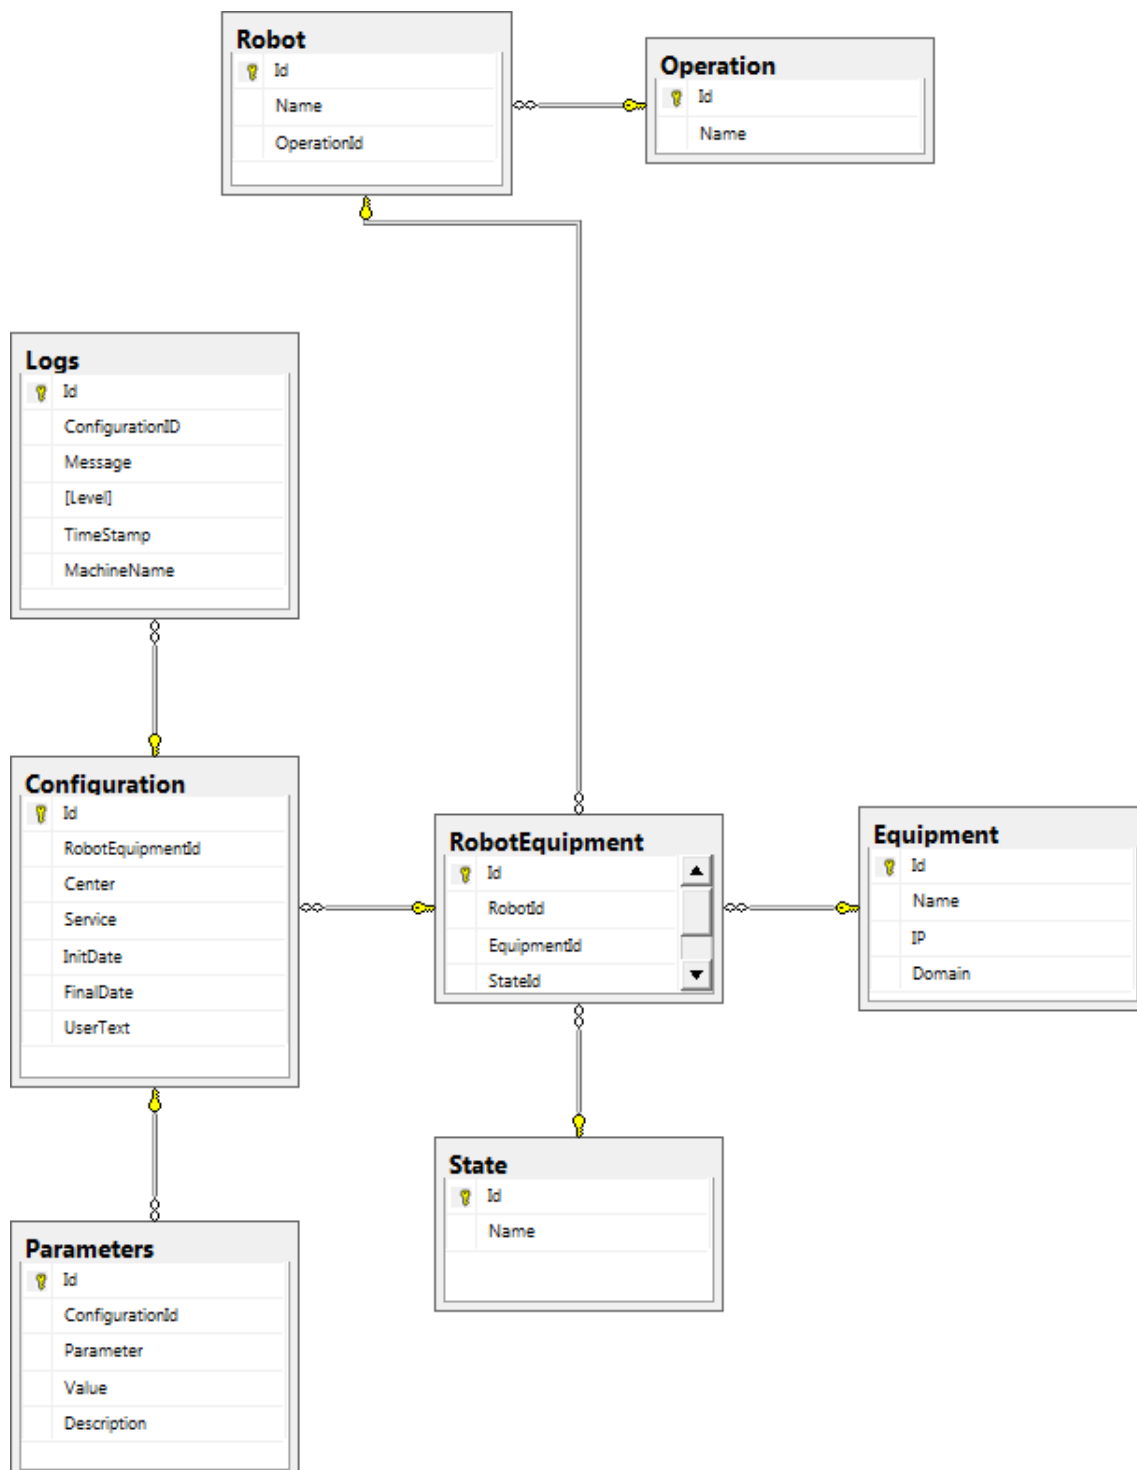 Robot
Id
Name
OperationId
Operation
Id
Name
Logs
Id
ConfigurationID
Message
[Level]
TimeStamp
MachineName
Configuration
Id
RobotEquipmentId
Center
Service
InitDate
FinalDate
UserText
RobotEquipment
Id
RobotId
EquipmentId
StateId
Equipment
Id
Name
IP
Domain
State
Id
Name
Parameters
Id
ConfigurationId
Parameter
Value
Description